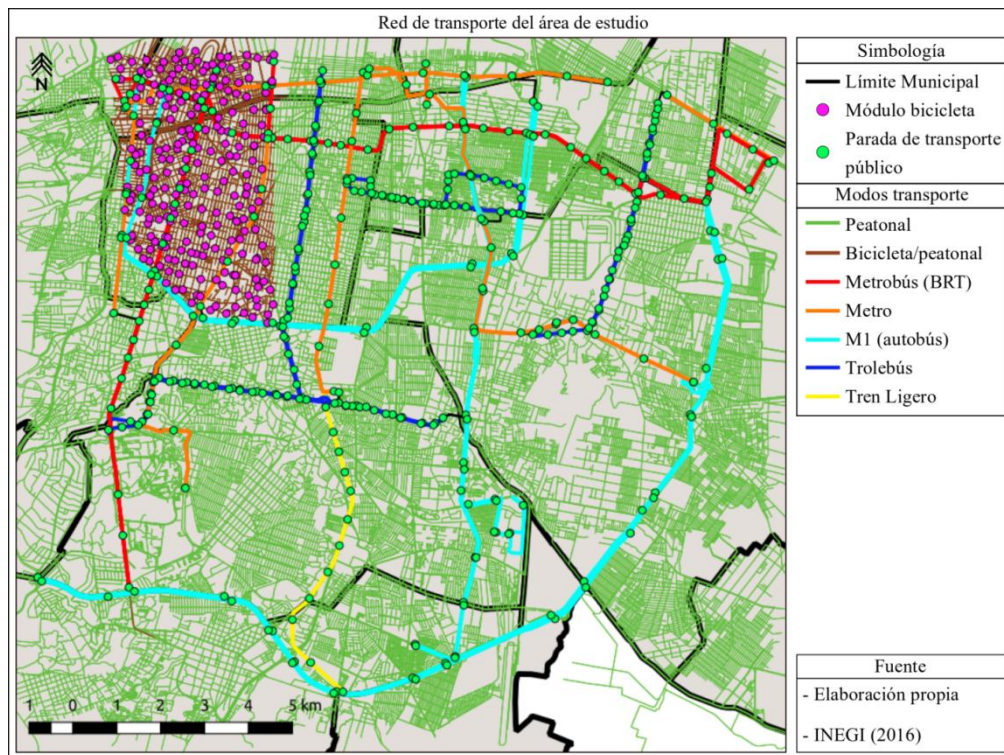 Red de transporte del área de estudio
N
1 0 1 2 3 4 5 km
Simbología
Límite Municipal
Módulo bicicleta
Parada de transporte
público
Modos transporte
Peatonal
Bicicleta/peatonal
Metrobús (BRT)
Metro
M1 (autobús)
Trolebús
Tren Ligero
Fuente
- Elaboración propia
- INEGI (2016)